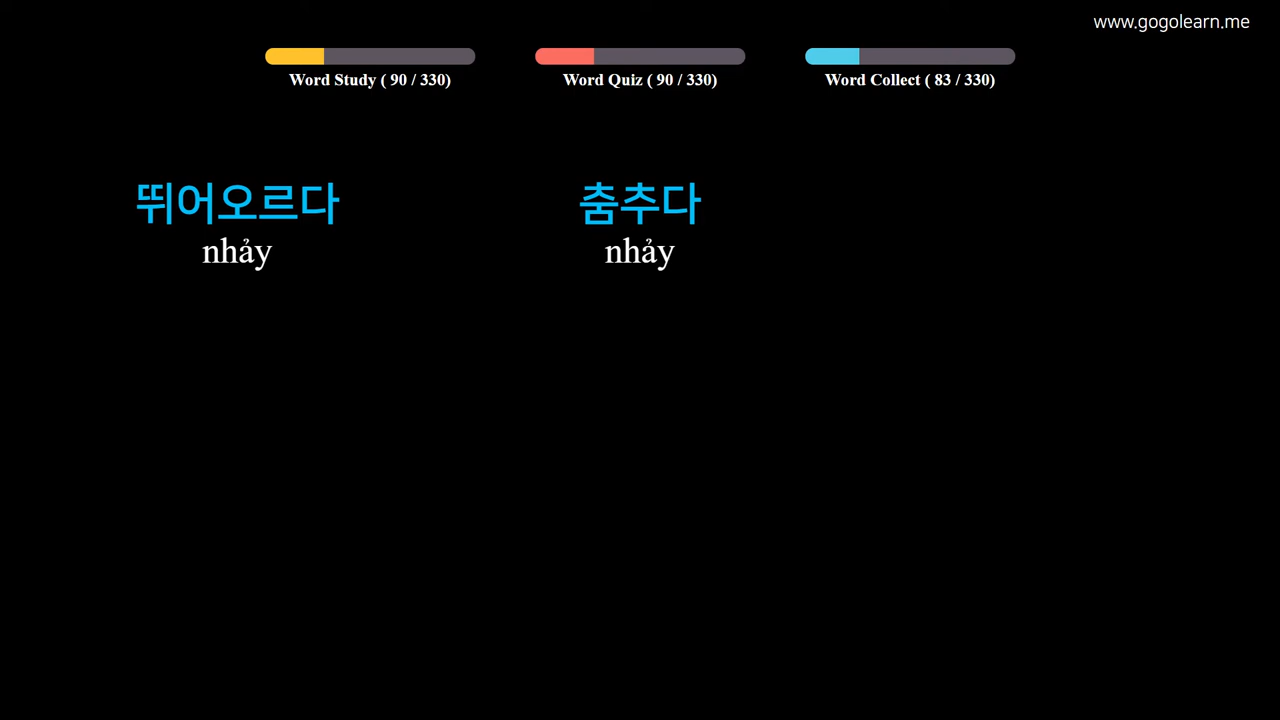 www.gogolearn.me
Word Study ( 90 / 330)
Word Quiz ( 90 / 330)
Word Collect ( 83 / 330)
뛰어오르다
nhảy
춤추다
nhảy